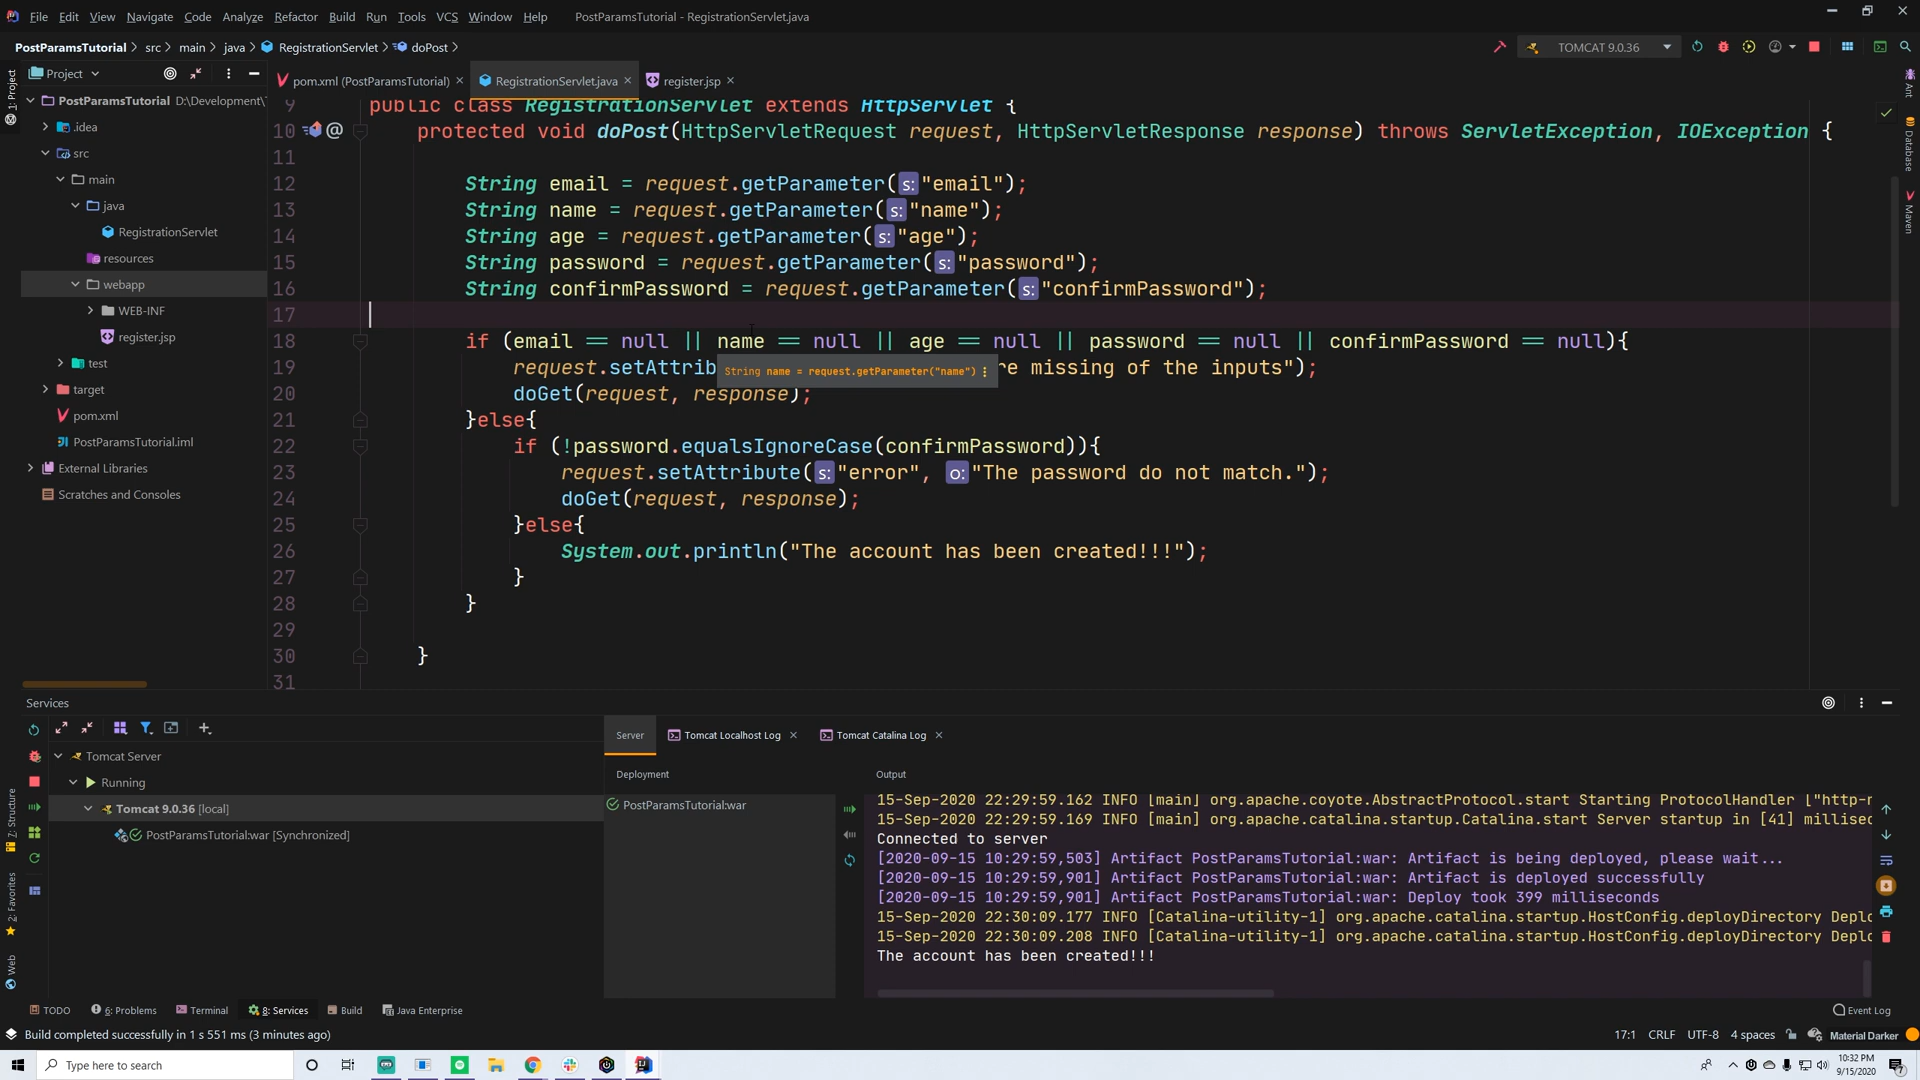 File Edit View Navigate Code Analyze Refactor Build Run Tools VCS Window Help PostParamsTutorial - RegistrationServlet.java
PostParamsTutorial src main java RegistrationServlet doPost TOMCAT 9.0.36
Project pom.xml (PostParamsTutorial) RegistrationServlet.java register.jsp
1: Project
Ant
Database
Maven
PostParamsTutorial D:\Development\
.idea
src
main
java
RegistrationServlet
resources
webapp
WEB-INF
register.jsp
test
target
pom.xml
PostParamsTutorial.iml
External Libraries
Scratches and Consoles
9 public class RegistrationServlet extends HttpServlet {
10 @ protected void doPost(HttpServletRequest request, HttpServletResponse response) throws ServletException, IOException {
11
12 String email = request.getParameter( s: "email");
13 String name = request.getParameter( s: "name");
14 String age = request.getParameter( s: "age");
15 String password = request.getParameter( s: "password");
16 String confirmPassword = request.getParameter( s: "confirmPassword");
17
18 if (email == null || name == null || age == null || password == null || confirmPassword == null){
19 request.setAttrib re missing of the inputs");
String name = request.getParameter("name")
20 doGet(request, response);
21 }else{
22 if (!password.equalsIgnoreCase(confirmPassword)){
23 request.setAttribute( s: "error", o: "The password do not match.");
24 doGet(request, response);
25 }else{
26 System.out.println("The account has been created!!!");
27 }
28 }
29
30 }
31
Services
Tomcat Server
Running
Tomcat 9.0.36 [local]
PostParamsTutorial:war [Synchronized]
Z: Structure
2: Favorites
Web
Server Tomcat Localhost Log Tomcat Catalina Log
Deployment Output
PostParamsTutorial:war
15-Sep-2020 22:29:59.162 INFO [main] org.apache.coyote.AbstractProtocol.start Starting ProtocolHandler ["http-n
15-Sep-2020 22:29:59.169 INFO [main] org.apache.catalina.startup.Catalina.start Server startup in [41] millisec
Connected to server
[2020-09-15 10:29:59,503] Artifact PostParamsTutorial:war: Artifact is being deployed, please wait...
[2020-09-15 10:29:59,901] Artifact PostParamsTutorial:war: Artifact is deployed successfully
[2020-09-15 10:29:59,901] Artifact PostParamsTutorial:war: Deploy took 399 milliseconds
15-Sep-2020 22:30:09.177 INFO [Catalina-utility-1] org.apache.catalina.startup.HostConfig.deployDirectory Deplo
15-Sep-2020 22:30:09.208 INFO [Catalina-utility-1] org.apache.catalina.startup.HostConfig.deployDirectory Deplo
The account has been created!!!
TODO 6: Problems Terminal 8: Services Build Java Enterprise Event Log
Build completed successfully in 1 s 551 ms (3 minutes ago) 17:1 CRLF UTF-8 4 spaces Material Darker
Type here to search 10:32 PM
9/15/2020